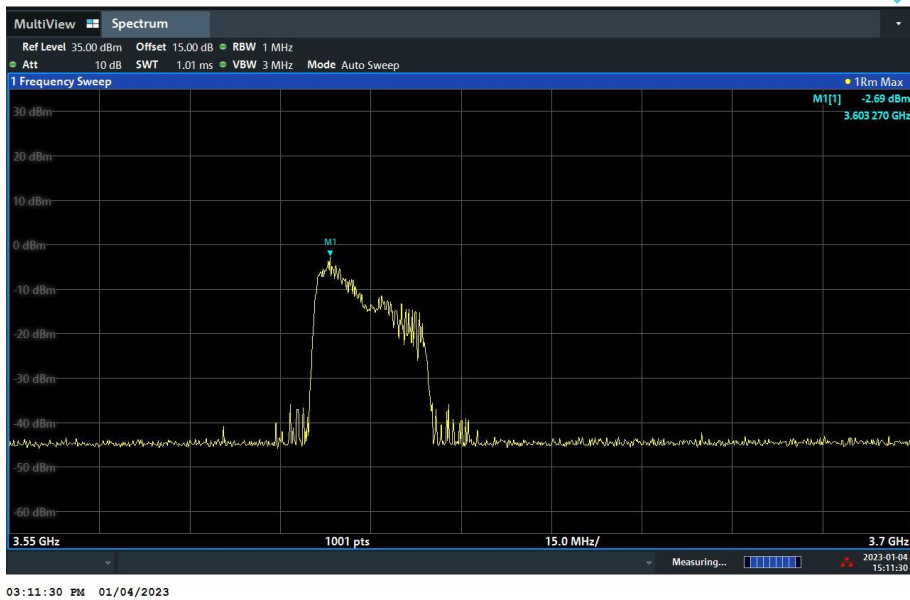 MultiView Spectrum
Ref Level 35.00 dBm Offset 15.00 dB RBW 1 MHz
Att 10 dB SWT 1.01 ms VBW 3 MHz Mode Auto Sweep
1 Frequency Sweep 1Rm Max
M1[1] -2.69 dBm
3.603 270 GHz
30 dBm
20 dBm
10 dBm
0 dBm
M1
-10 dBm
-20 dBm
-30 dBm
-40 dBm
-50 dBm
-60 dBm
3.55 GHz 1001 pts 15.0 MHz/ 3.7 GHz
Measuring... 2023-01-04
15:11:30
03:11:30 PM 01/04/2023